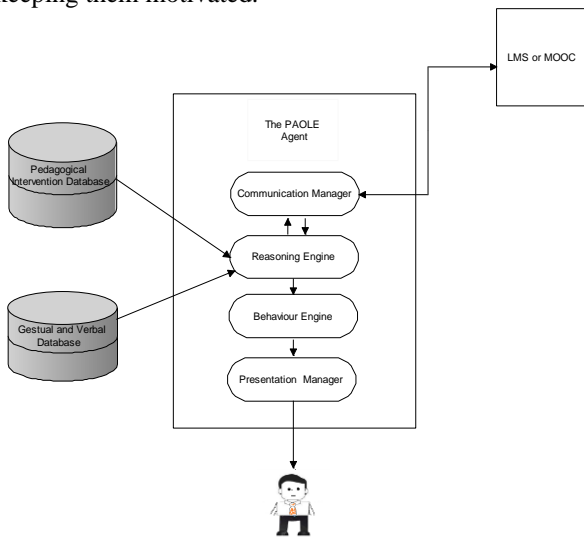 keeping them motivated.
LMS or MOOC
The PAOLE
Agent
Pedagogical
Intervention Database
Communication Manager
Reasoning Engine
Gestual and Verbal
Database
Behaviour Engine
Presentation Manager